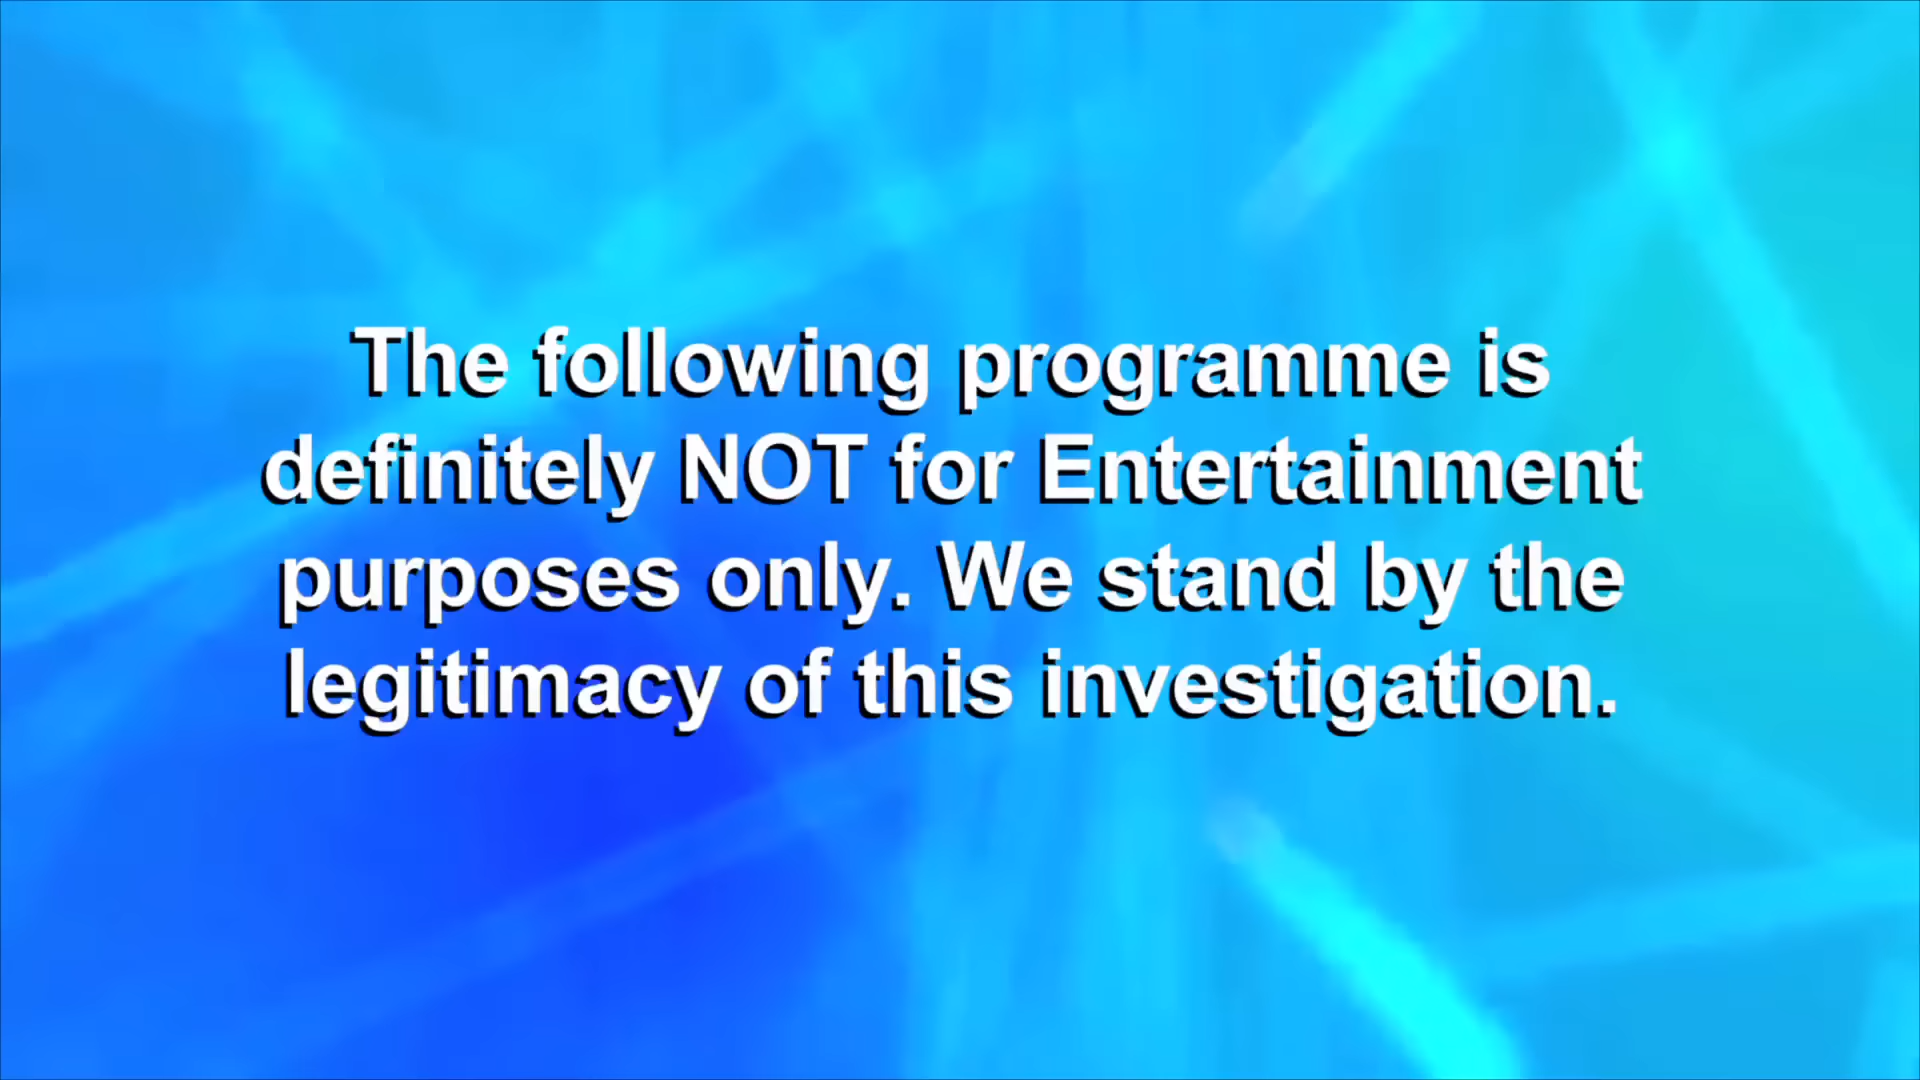 The following programme is
definitely NOT for Entertainment
purposes only. We stand by the
legitimacy of this investigation.